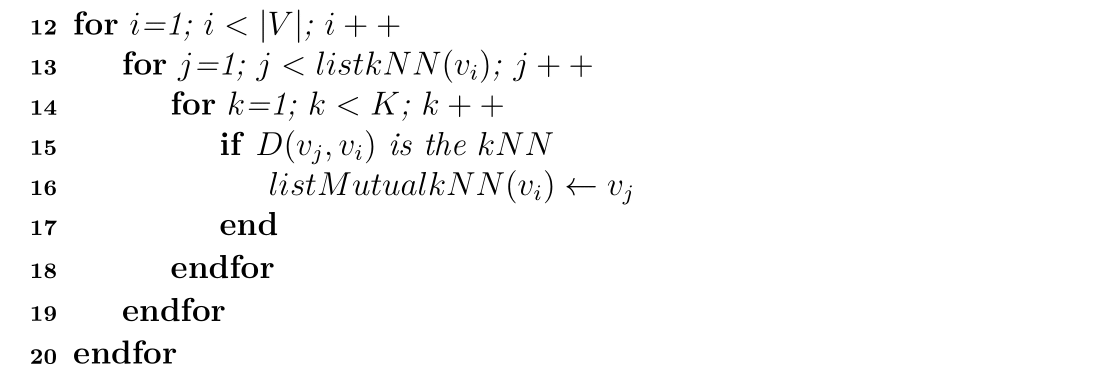 12 for i=1; i < |V|; i + +
13 for j=1; j < listkNN(v_i); j + +
14 for k=1; k < K; k + +
15 if D(v_j, v_i) is the kNN
16 listMutualkNN(v_i) ← v_j
17 end
18 endfor
19 endfor
20 endfor